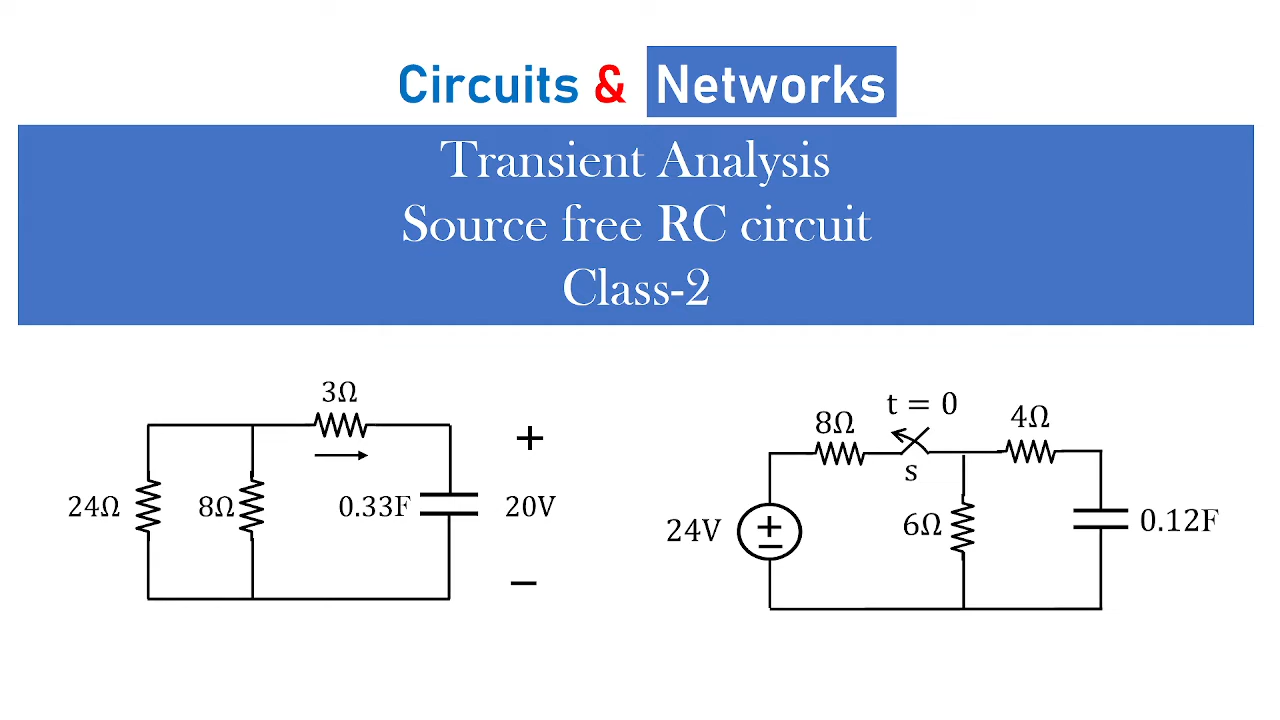 Circuits & Networks
Transient Analysis
Source free RC circuit
Class-2
3Ω
24Ω
8Ω
0.33F
+
20V
−
t = 0
8Ω
4Ω
s
24V
+
−
6Ω
0.12F